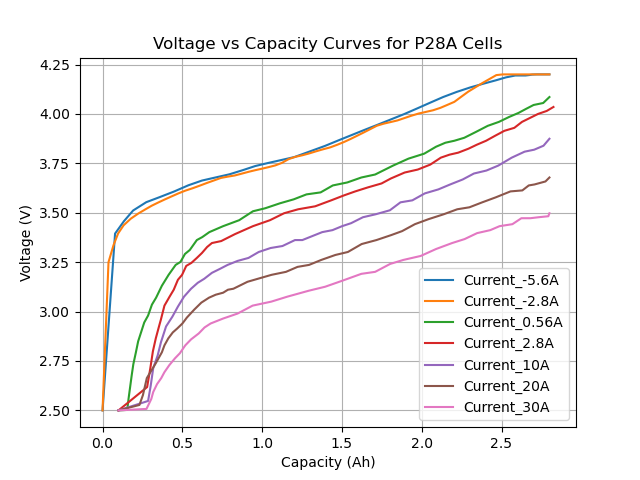 Voltage vs Capacity Curves for P28A Cells
4.25
4.00
3.75
3.50
3.25
3.00
2.75
2.50
Voltage (V)
Current_-5.6A
Current_-2.8A
Current_0.56A
Current_2.8A
Current_10A
Current_20A
Current_30A
0.0 0.5 1.0 1.5 2.0 2.5
Capacity (Ah)